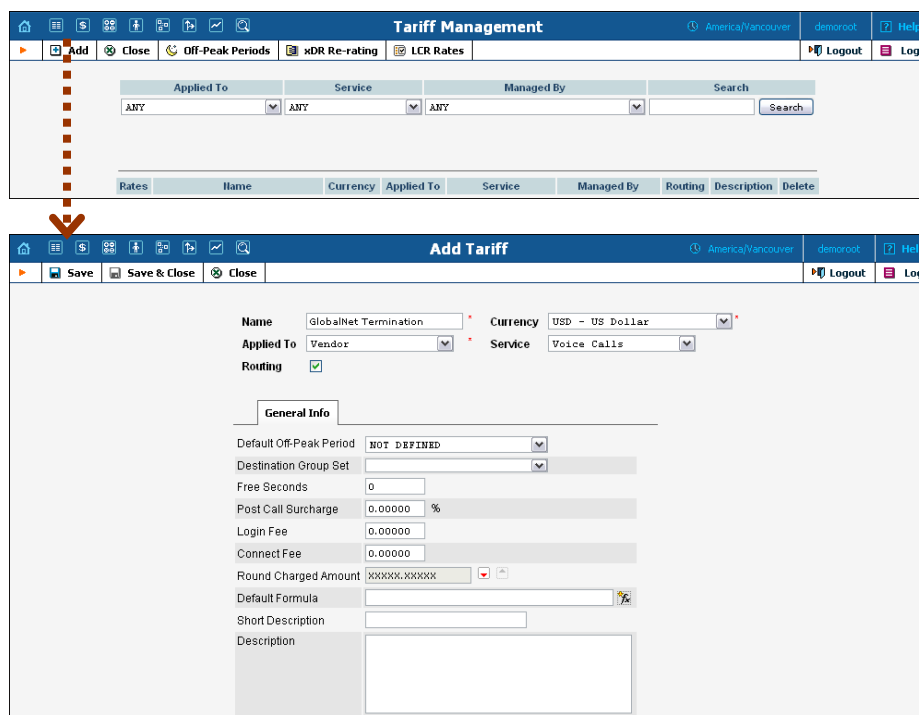 Tariff Management America/Vancouver demoroot Help
Add Close Off-Peak Periods xDR Re-rating LCR Rates Logout Log
Applied To Service Managed By Search
ANY ANY ANY Search
Rates Name Currency Applied To Service Managed By Routing Description Delete
Add Tariff America/Vancouver demoroot Hel
Save Save & Close Close Logout Lo
Name GlobalNet Termination * Currency USD - US Dollar *
Applied To Vendor * Service Voice Calls
Routing
General Info
Default Off-Peak Period NOT DEFINED
Destination Group Set
Free Seconds 0
Post Call Surcharge 0.00000 %
Login Fee 0.00000
Connect Fee 0.00000
Round Charged Amount XXXXX.XXXXX
Default Formula
Short Description
Description